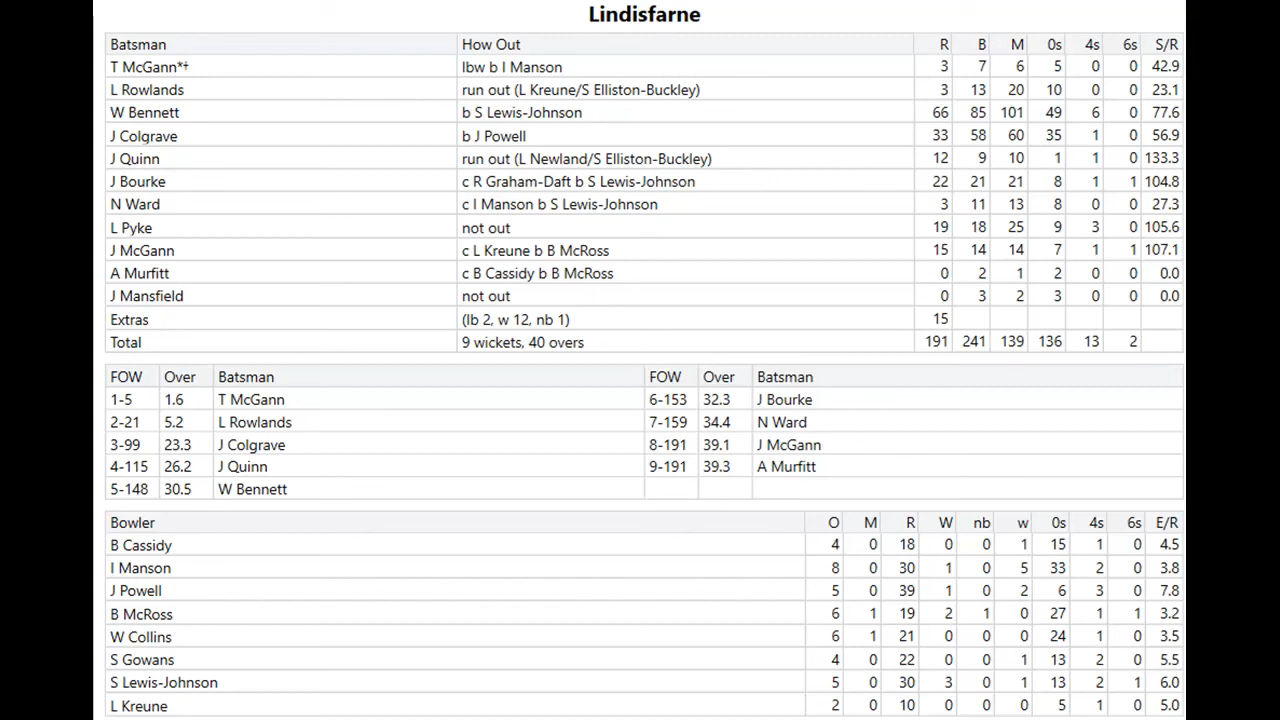 Lindisfarne
Batsman How Out R B M 0s 4s 6s S/R
T McGann*† lbw b I Manson 3 7 6 5 0 0 42.9
L Rowlands run out (L Kreune/S Elliston-Buckley) 3 13 20 10 0 0 23.1
W Bennett b S Lewis-Johnson 66 85 101 49 6 0 77.6
J Colgrave b J Powell 33 58 60 35 1 0 56.9
J Quinn run out (L Newland/S Elliston-Buckley) 12 9 10 1 1 0 133.3
J Bourke c R Graham-Daft b S Lewis-Johnson 22 21 21 8 1 1 104.8
N Ward c I Manson b S Lewis-Johnson 3 11 13 8 0 0 27.3
L Pyke not out 19 18 25 9 3 0 105.6
J McGann c L Kreune b B McRoss 15 14 14 7 1 1 107.1
A Murfitt c B Cassidy b B McRoss 0 2 1 2 0 0 0.0
J Mansfield not out 0 3 2 3 0 0 0.0
Extras (lb 2, w 12, nb 1) 15
Total 9 wickets, 40 overs 191 241 139 136 13 2
FOW Over Batsman FOW Over Batsman
1-5 1.6 T McGann 6-153 32.3 J Bourke
2-21 5.2 L Rowlands 7-159 34.4 N Ward
3-99 23.3 J Colgrave 8-191 39.1 J McGann
4-115 26.2 J Quinn 9-191 39.3 A Murfitt
5-148 30.5 W Bennett
Bowler O M R W nb w 0s 4s 6s E/R
B Cassidy 4 0 18 0 0 1 15 1 0 4.5
I Manson 8 0 30 1 0 5 33 2 0 3.8
J Powell 5 0 39 1 0 2 6 3 0 7.8
B McRoss 6 1 19 2 1 0 27 1 1 3.2
W Collins 6 1 21 0 0 0 24 1 0 3.5
S Gowans 4 0 22 0 0 1 13 2 0 5.5
S Lewis-Johnson 5 0 30 3 0 1 13 2 1 6.0
L Kreune 2 0 10 0 0 0 5 1 0 5.0